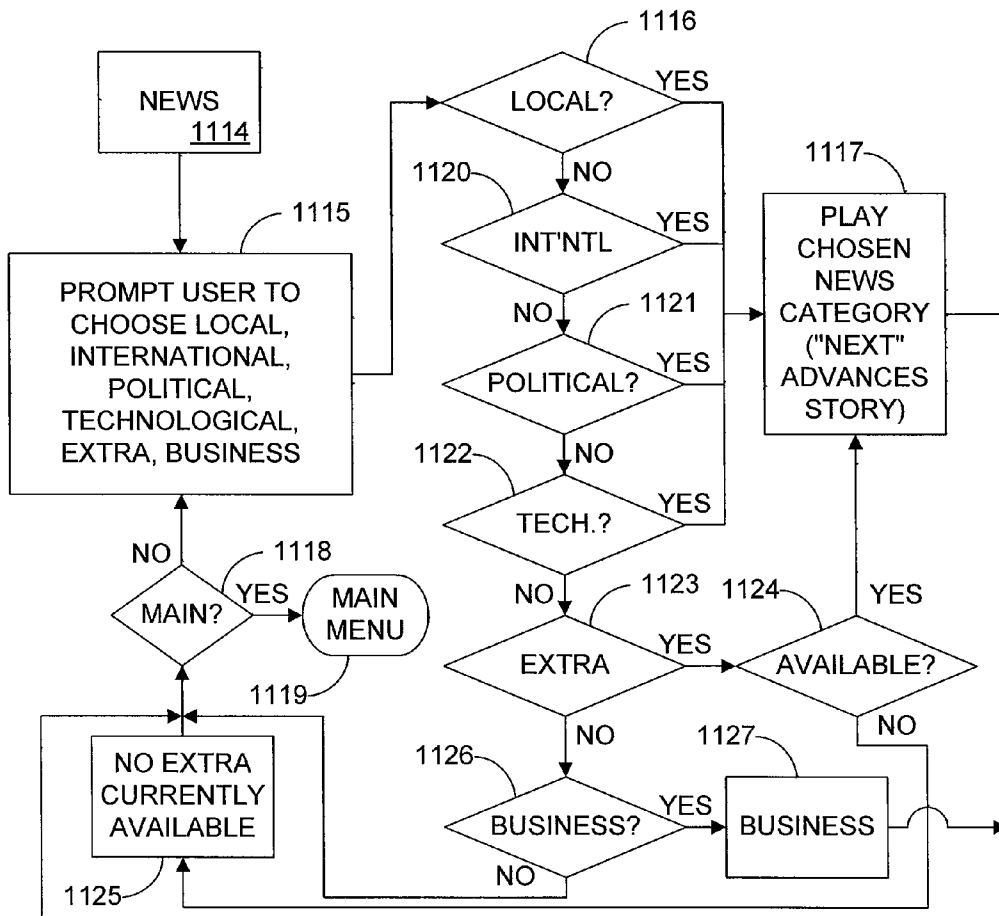 NEWS
1114
1115
PROMPT USER TO
CHOOSE LOCAL,
INTERNATIONAL,
POLITICAL,
TECHNOLOGICAL,
EXTRA, BUSINESS
NO
1118
MAIN?
YES
MAIN
MENU
1119
NO EXTRA
CURRENTLY
AVAILABLE
1125
1116
LOCAL?
YES
NO
1120
INT'NTL
YES
NO
1121
POLITICAL?
YES
NO
1122
TECH.?
YES
NO
1123
EXTRA
YES
NO
1126
BUSINESS?
YES
NO
1117
PLAY
CHOSEN
NEWS
CATEGORY
("NEXT"
ADVANCES
STORY)
YES
1124
AVAILABLE?
NO
1127
BUSINESS